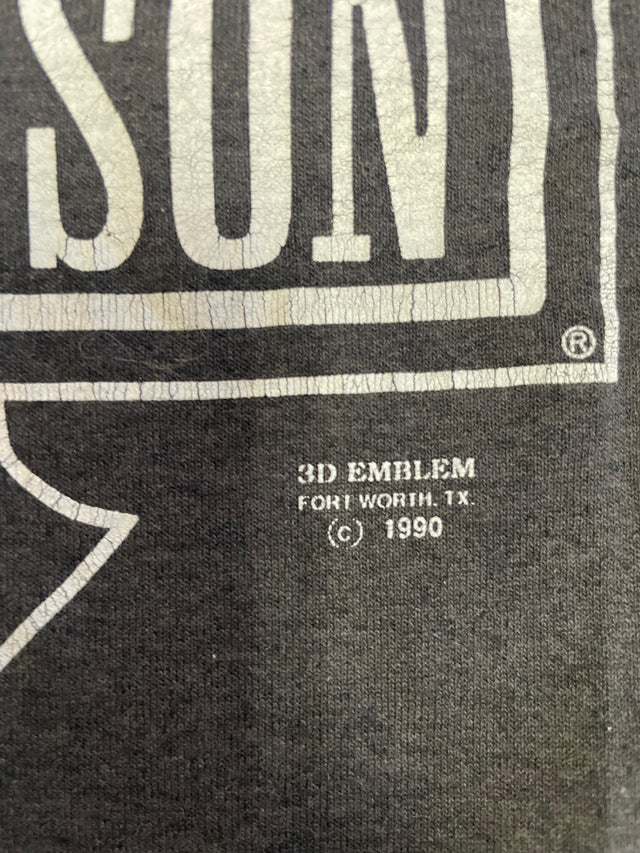 SON
®
3D EMBLEM
FORT WORTH, TX.
(c) 1990